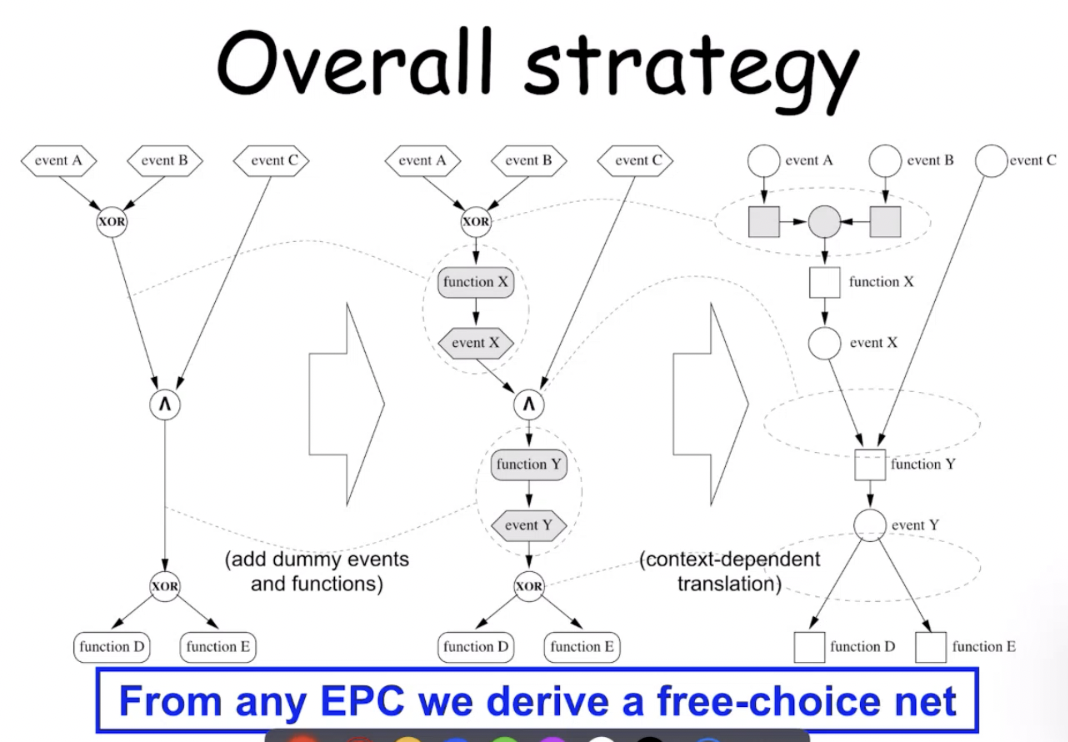 Overall strategy
event A
event B
event C
XOR
Λ
XOR
function D
function E
event A
event B
event C
XOR
function X
event X
Λ
function Y
event Y
XOR
function D
function E
event A
event B
event C
function X
event X
function Y
event Y
function D
function E
(add dummy events
and functions)
(context-dependent
translation)
From any EPC we derive a free-choice net